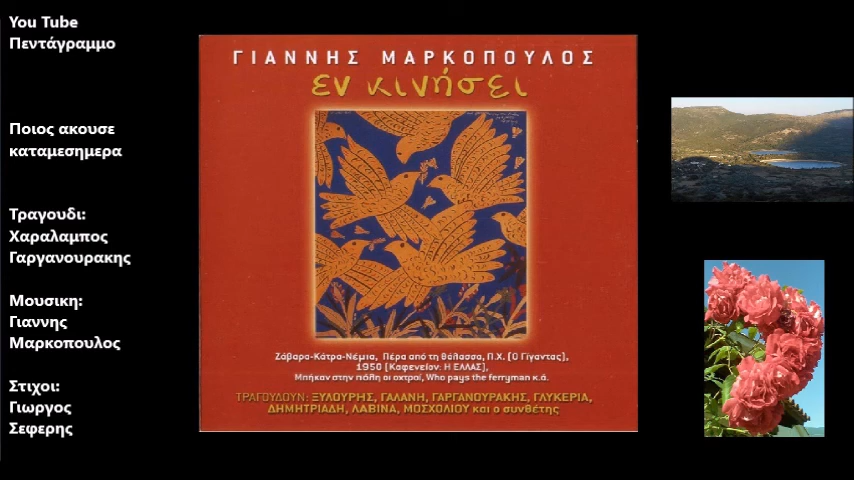 You Tube
Πεντάγραμμο
Ποιος ακουσε
καταμεσημερα
Τραγουδι:
Χαραλαμπος
Γαργανουρακης
Μουσικη:
Γιαννης
Μαρκοπουλος
Στιχοι:
Γιωργος
Σεφερης
ΓΙΑΝΝΗΣ ΜΑΡΚΟΠΟΥΛΟΣ
εν κινήσει
Ζάβαρα-Κάτρα-Νέμια, Πέρα από τη θάλασσα, Π.Χ. (Ο Γίγαντας),
1950 [Καφενείον: Η ΕΛΛΑΣ],
Μπήκαν στην πόλη οι οχτροί, Who pays the ferryman κ.ά.
ΤΡΑΓΟΥΔΟΥΝ: ΞΥΛΟΥΡΗΣ, ΓΑΛΑΝΗ, ΓΑΡΓΑΝΟΥΡΑΚΗΣ, ΓΛΥΚΕΡΙΑ,
ΔΗΜΗΤΡΙΑΔΗ, ΛΑΒΙΝΑ, ΜΟΣΧΟΛΙΟΥ και ο συνθέτης